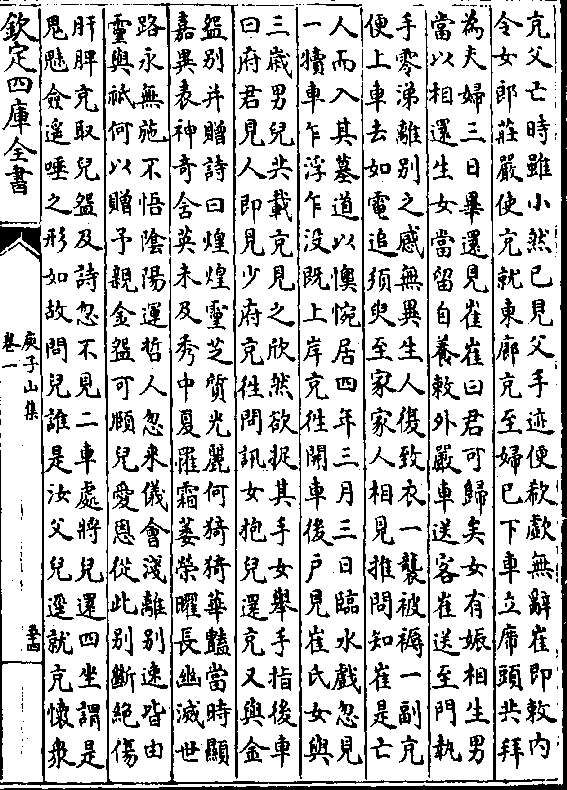 充父亡時雖小然已見父手迹便欷歔無辭崔即敕内
令女郎莊嚴使充就東廊充至婦已下車立席頭共拜
為夫婦三日畢還見崔崔曰君可歸矣女有娠相生男
當以相還生女當留自養敕外嚴車送客崔送至門執
手零涕離別之感無異生人復致衣一襲被褥一副充
便上車去如電追須臾至家家人相見推問知崔是亡
人而入其墓道以懊惋居四年三月三日臨水戲忽見
一犢車乍浮乍没既上岸充徃開車後戶見崔氏女與
三歲男兒共載充見之欣然欲捉其手女舉手指後車
曰府君見人即見少府充徃問訊女抱兒還充又與金
盌别并贈詩曰煌煌靈芝質光麗何猗猗華豔當時顯
嘉異表神奇含英未及秀中夏罹霜萎榮曜長幽滅世
路永無施不悟陰陽運哲人忽來儀會淺離別速皆由
靈與祇何以贈予親金盌可頤兒愛恩從此別斷絶傷
肝脾充取兒盌及詩忽不見二車處將兒還四坐謂是
鬼魅僉遥唾之形如故問兒誰是汝父兒逕就充懷衆
欽定四庫全書
庾子山集
卷一